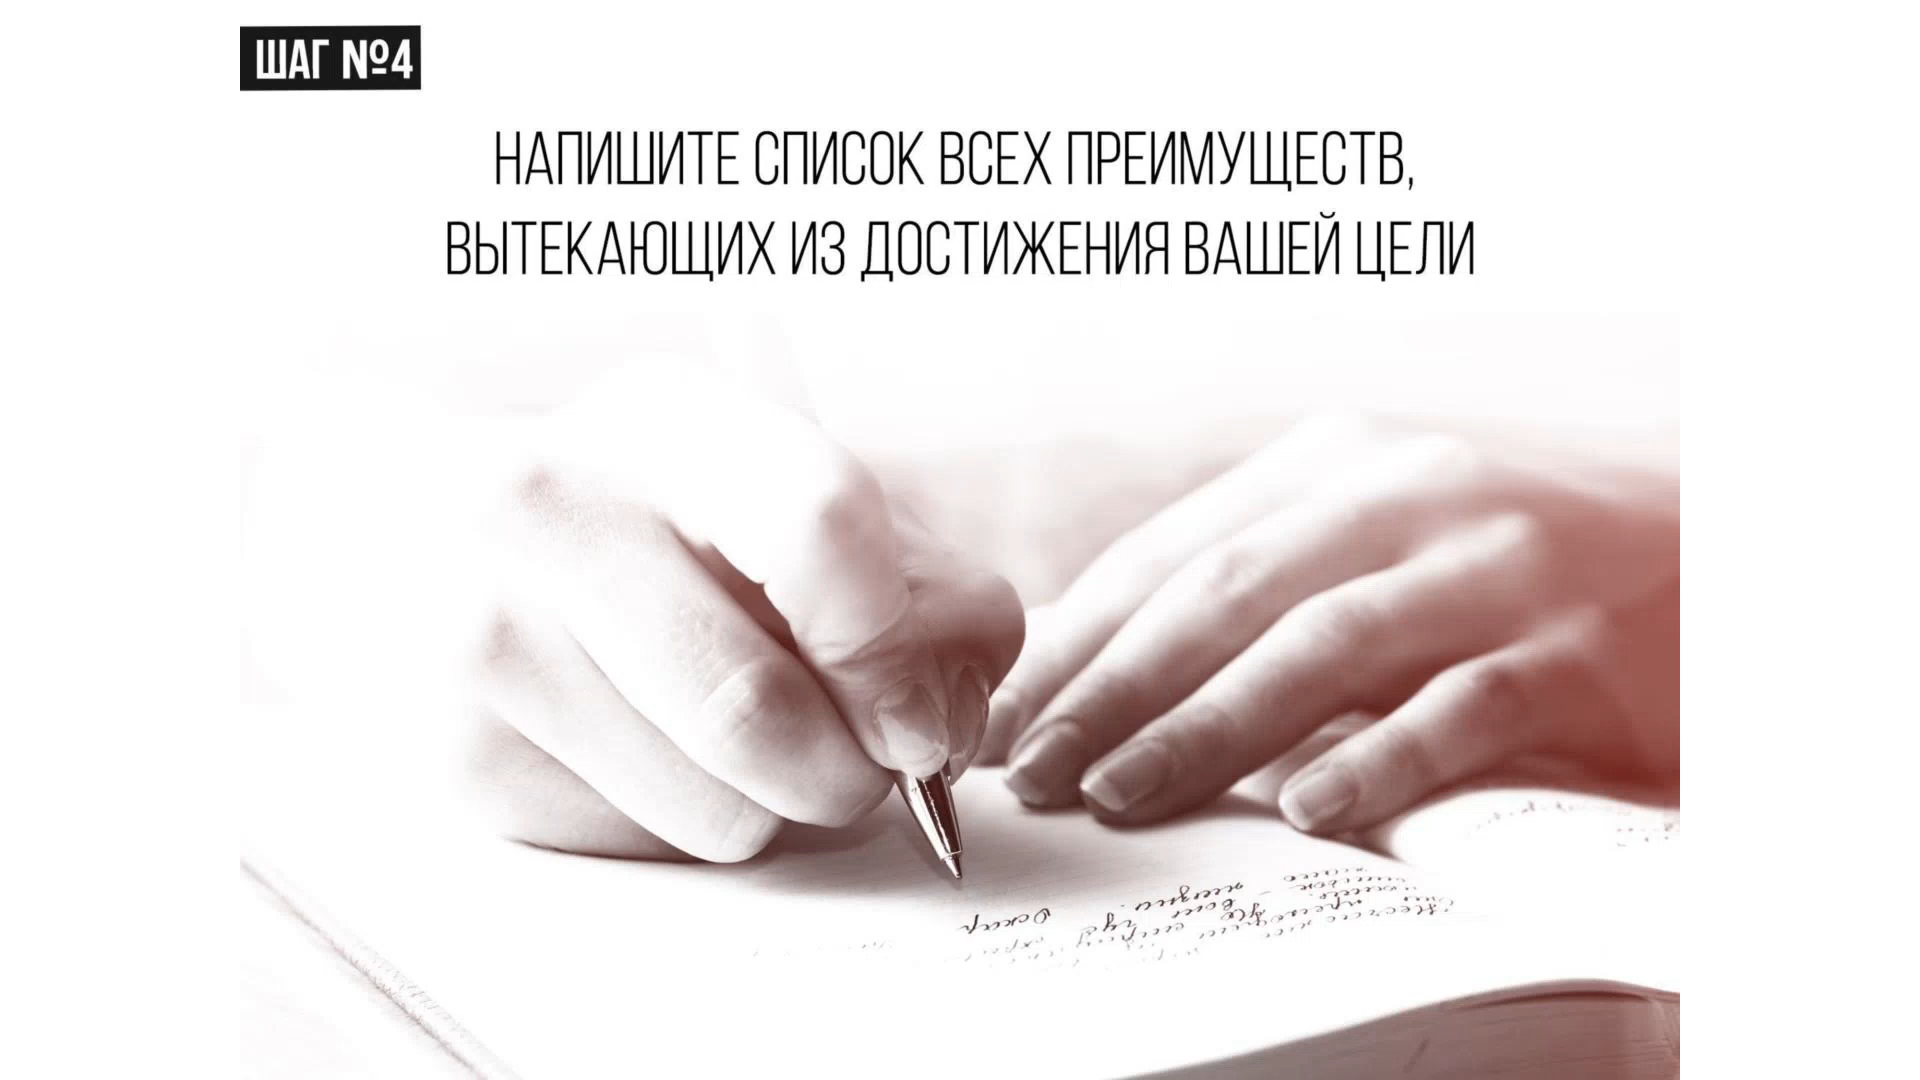 ШАГ №4
НАПИШИТЕ СПИСОК ВСЕХ ПРЕИМУЩЕСТВ,
ВЫТЕКАЮЩИХ ИЗ ДОСТИЖЕНИЯ ВАШЕЙ ЦЕЛИ